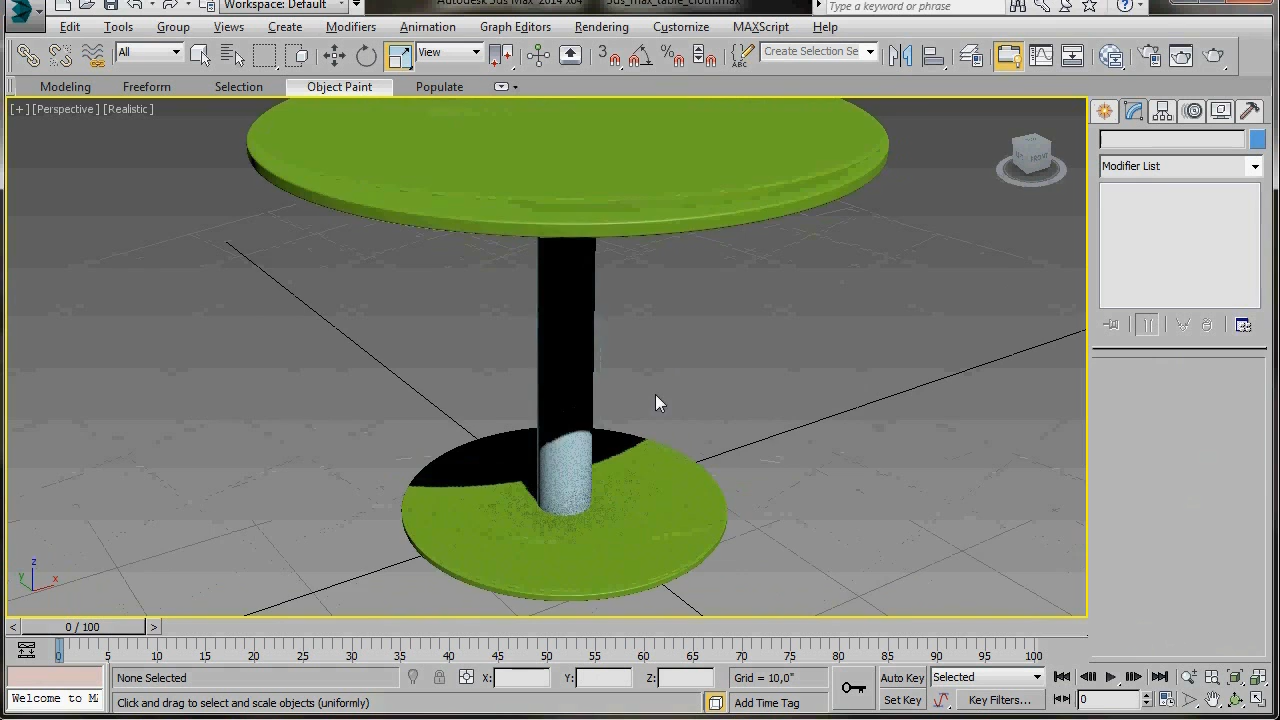 Workspace: Default
Autodesk 3ds Max 2014 x64
3ds_max_table_cloth.max
Type a keyword or phrase
Edit Tools Group Views Create Modifiers Animation Graph Editors Rendering Customize MAXScript Help
All
View
3
ABC
Create Selection Se
Modeling Freeform Selection Object Paint Populate
[+] [Perspective] [Realistic]
FRONT
Modifier List
z
y x
< 0 / 100 >
0 5 10 15 20 25 30 35 40 45 50 55 60 65 70 75 80 85 90 95 100
None Selected
X: Y: Z:
Grid = 10,0"
Auto Key
Selected
Welcome to M
Click and drag to select and scale objects (uniformly)
Add Time Tag
Set Key
Key Filters...
0